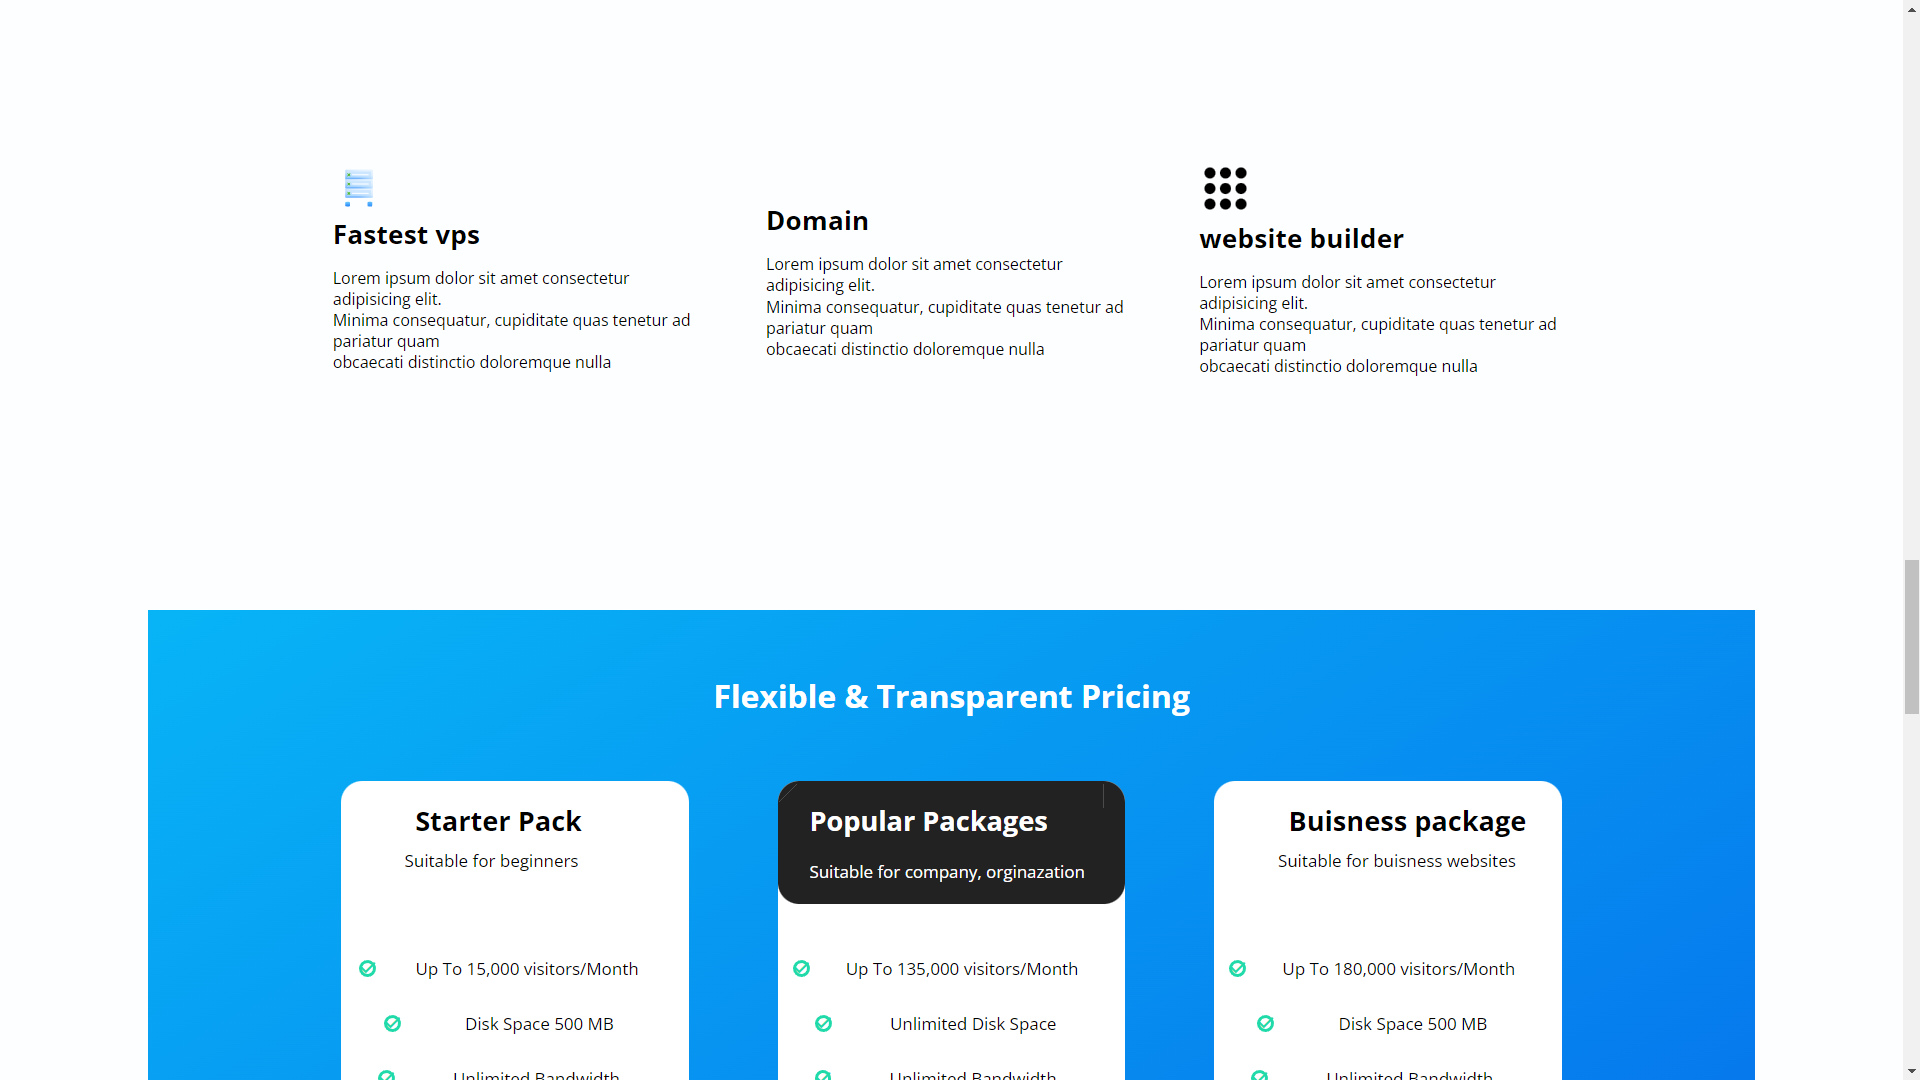 Fastest vps
Lorem ipsum dolor sit amet consectetur
adipisicing elit.
Minima consequatur, cupiditate quas tenetur ad
pariatur quam
obcaecati distinctio doloremque nulla
Domain
Lorem ipsum dolor sit amet consectetur
adipisicing elit.
Minima consequatur, cupiditate quas tenetur ad
pariatur quam
obcaecati distinctio doloremque nulla
website builder
Lorem ipsum dolor sit amet consectetur
adipisicing elit.
Minima consequatur, cupiditate quas tenetur ad
pariatur quam
obcaecati distinctio doloremque nulla
Flexible & Transparent Pricing
Starter Pack
Suitable for beginners
Up To 15,000 visitors/Month
Disk Space 500 MB
Unlimited Bandwidth
Popular Packages
Suitable for company, orginazation
Up To 135,000 visitors/Month
Unlimited Disk Space
Unlimited Bandwidth
Buisness package
Suitable for buisness websites
Up To 180,000 visitors/Month
Disk Space 500 MB
Unlimited Bandwidth